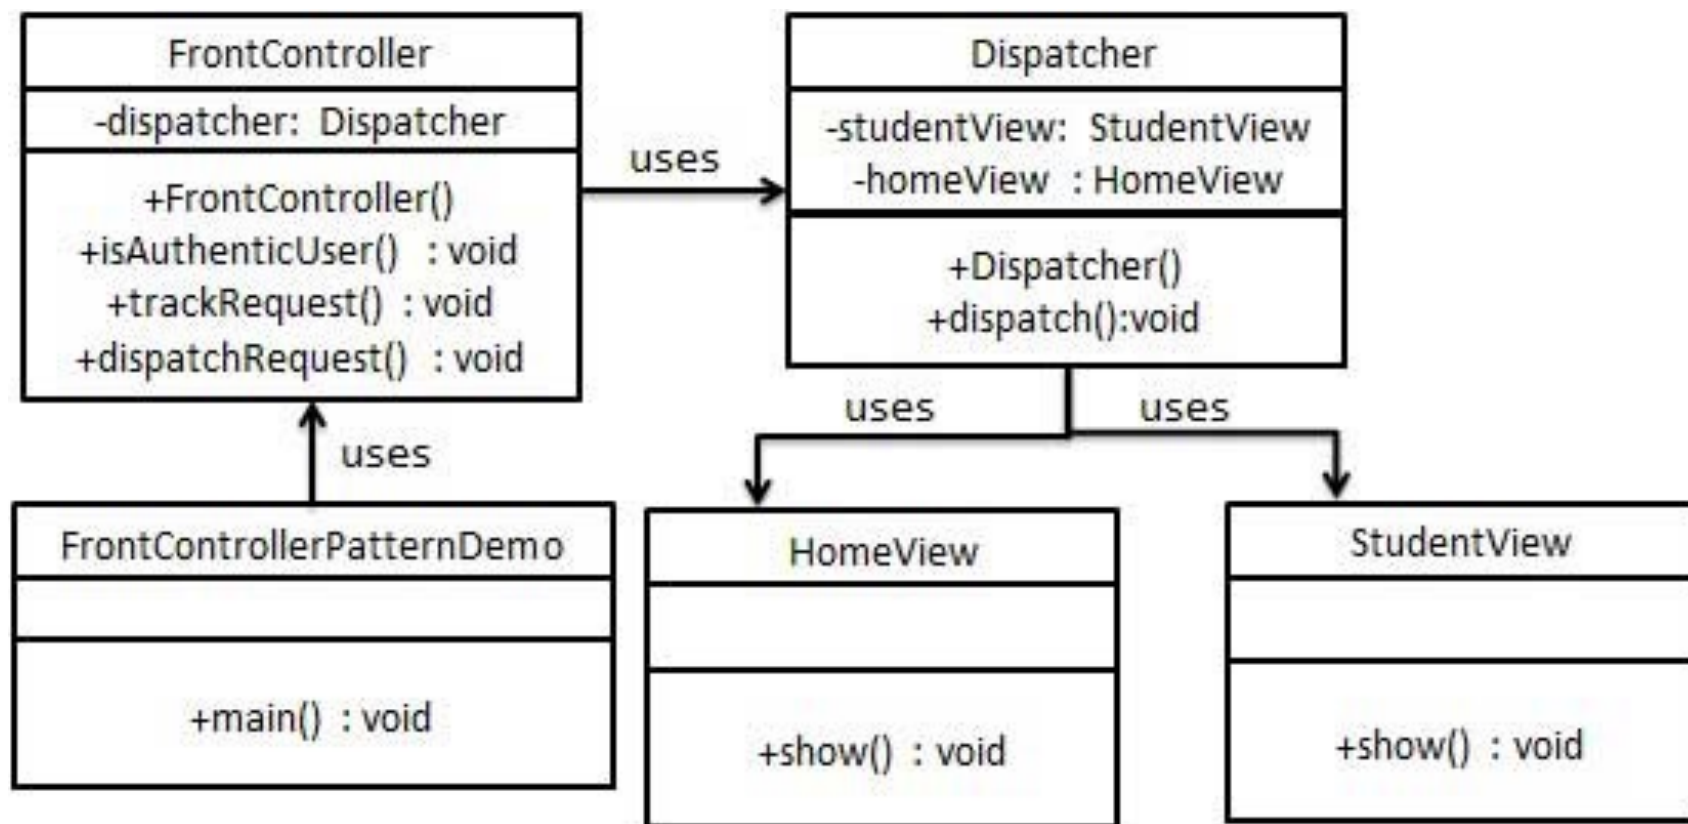 FrontController
-dispatcher: Dispatcher
+FrontController()
+isAuthenticUser() : void
+trackRequest() : void
+dispatchRequest() : void
uses
Dispatcher
-studentView: StudentView
-homeView : HomeView
+Dispatcher()
+dispatch():void
uses
uses
uses
FrontControllerPatternDemo
+main() : void
HomeView
+show() : void
StudentView
+show() : void